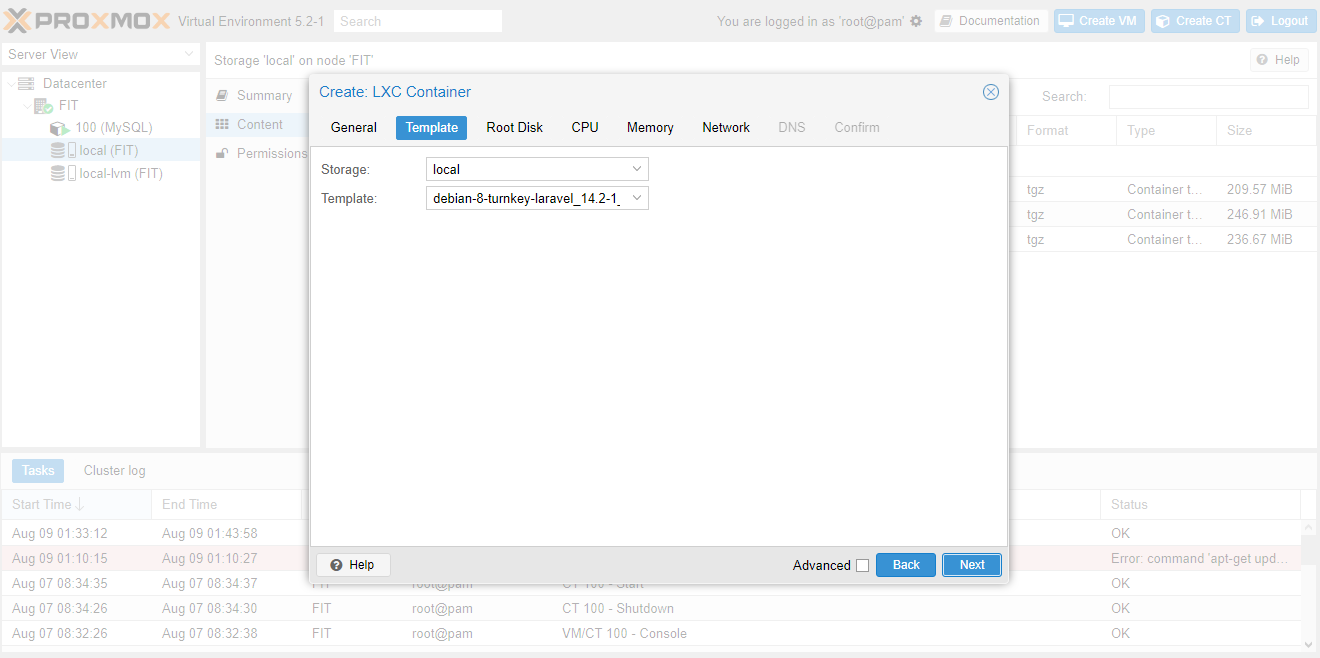 PROXMOX Virtual Environment 5.2-1 Search You are logged in as 'root@pam' Documentation Create VM Create CT Logout
Server View
Datacenter
FIT
100 (MySQL)
local (FIT)
local-lvm (FIT)
Storage 'local' on node 'FIT' Help
Summary
Content
Permissions
Search:
Format Type Size
tgz Container t... 209.57 MiB
tgz Container t... 246.91 MiB
tgz Container t... 236.67 MiB
Create: LXC Container
General Template Root Disk CPU Memory Network DNS Confirm
Storage: local
Template: debian-8-turnkey-laravel_14.2-1_
Help Advanced Back Next
Tasks Cluster log
Start Time End Time Status
Aug 09 01:33:12 Aug 09 01:43:58 OK
Aug 09 01:10:15 Aug 09 01:10:27 Error: command 'apt-get upd...
Aug 07 08:34:35 Aug 07 08:34:37 FIT root@pam CT 100 - Start OK
Aug 07 08:34:26 Aug 07 08:34:30 FIT root@pam CT 100 - Shutdown OK
Aug 07 08:32:26 Aug 07 08:32:38 FIT root@pam VM/CT 100 - Console OK